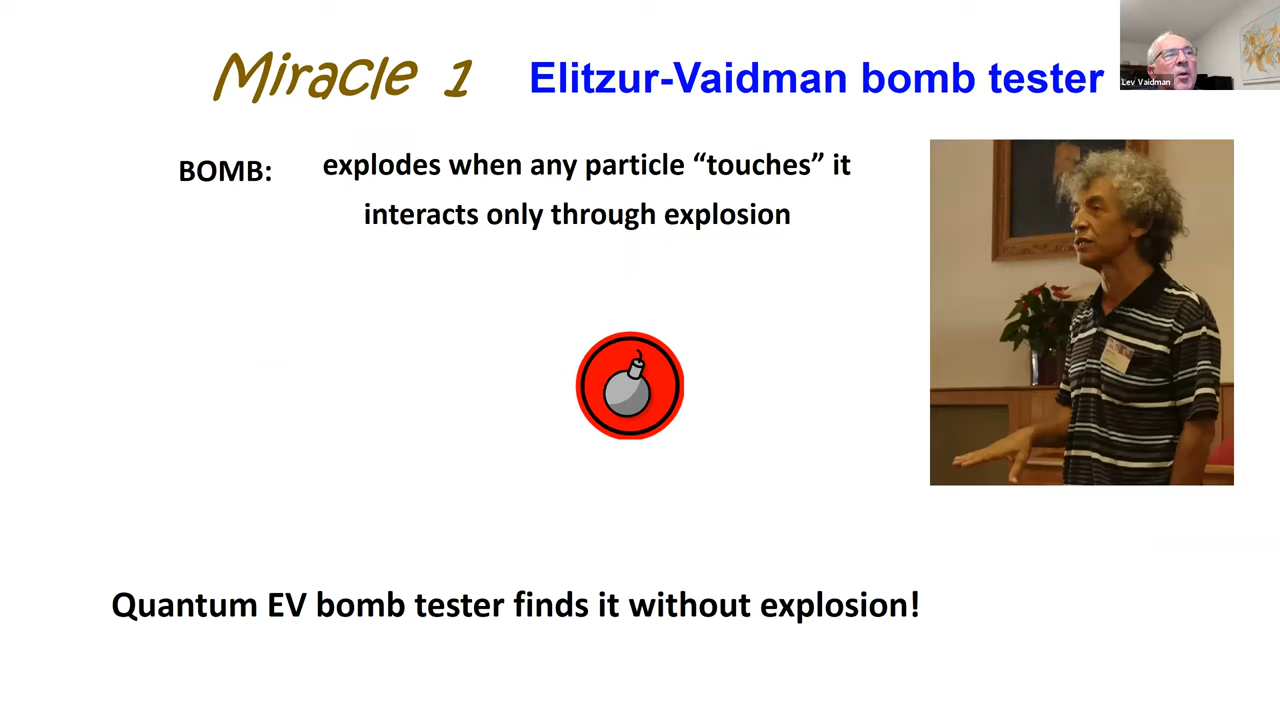 Miracle 1 Elitzur-Vaidman bomb tester
Lev Vaidman
BOMB: explodes when any particle “touches” it
interacts only through explosion
Quantum EV bomb tester finds it without explosion!